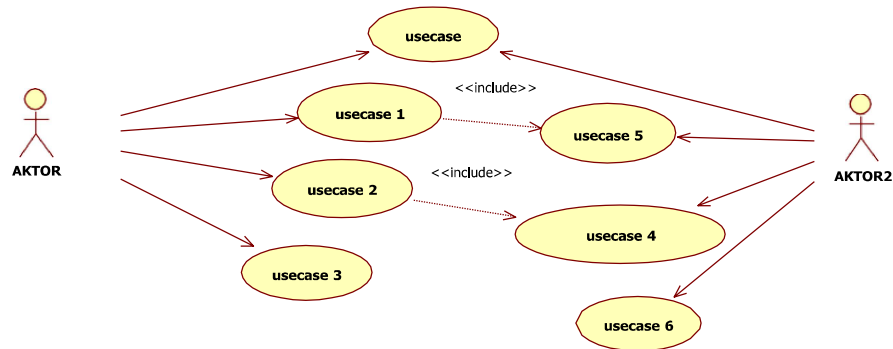 usecase
<<include>>
usecase 1
usecase 5
AKTOR
AKTOR2
<<include>>
usecase 2
usecase 4
usecase 3
usecase 6